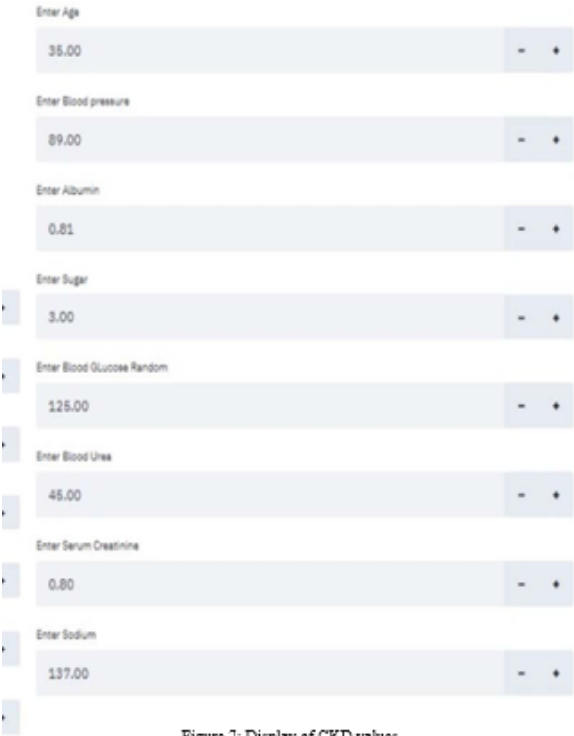 Enter Age
35.00
Enter Blood pressure
89.00
Enter Albumin
0.81
Enter Sugar
3.00
Enter Blood GLucose Random
125.00
Enter Blood Urea
45.00
Enter Serum Creatinine
0.80
Enter Sodium
137.00
Display of CKD values